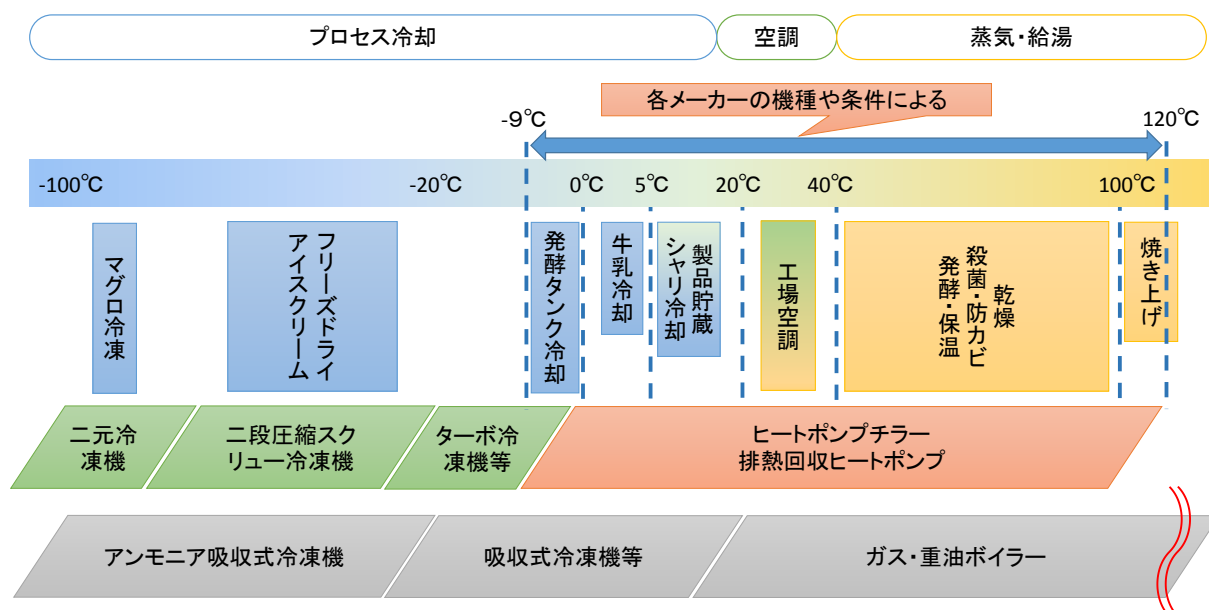 プロセス冷却
空調
蒸気・給湯
各メーカーの機種や条件による
-9℃
120℃
-100℃
-20℃
0℃
5℃
20℃
40℃
100℃
マグロ冷凍
フリーズドライ
アイスクリーム
発酵タンク冷却
牛乳冷却
製品貯蔵
シャリ冷却
工場空調
乾燥
殺菌・防カビ
発酵・保温
焼き上げ
二元冷
凍機
二段圧縮スク
リュー冷凍機
ターボ冷
凍機等
ヒートポンプチラー
排熱回収ヒートポンプ
アンモニア吸収式冷凍機
吸収式冷凍機等
ガス・重油ボイラー